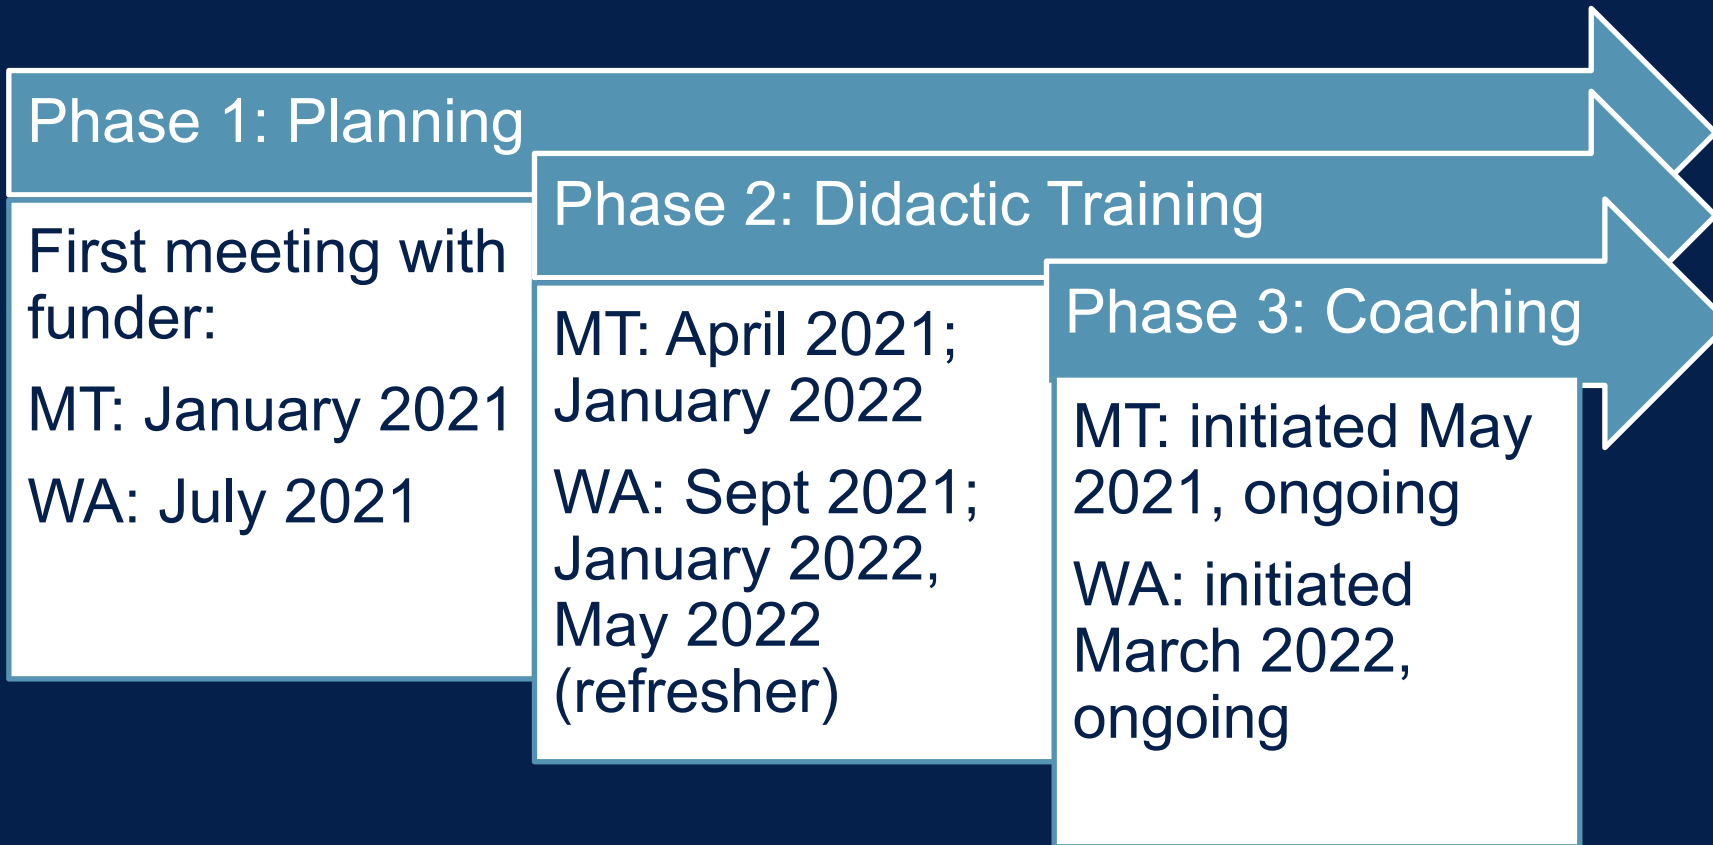 Phase 1: Planning
First meeting with
funder:
MT: January 2021
WA: July 2021
Phase 2: Didactic Training
MT: April 2021;
January 2022
WA: Sept 2021;
January 2022,
May 2022
(refresher)
Phase 3: Coaching
MT: initiated May
2021, ongoing
WA: initiated
March 2022,
ongoing